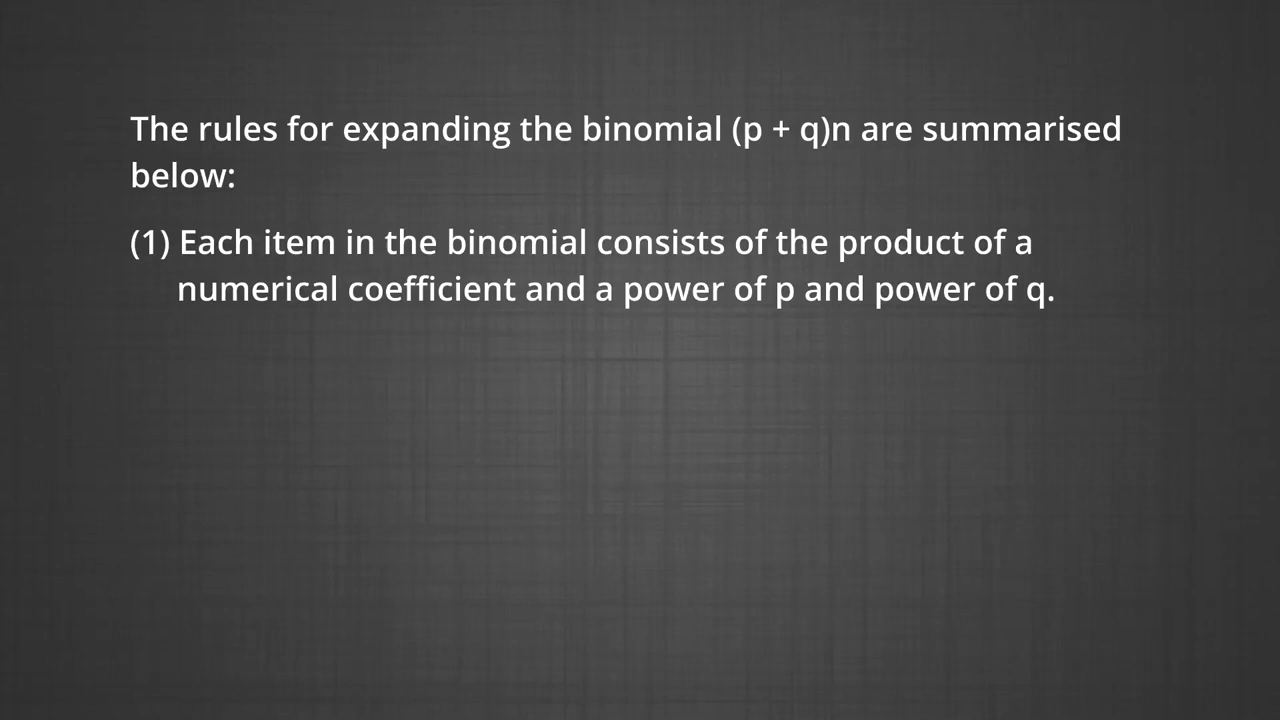 The rules for expanding the binomial (p + q)n are summarised
below:
(1) Each item in the binomial consists of the product of a
numerical coefficient and a power of p and power of q.